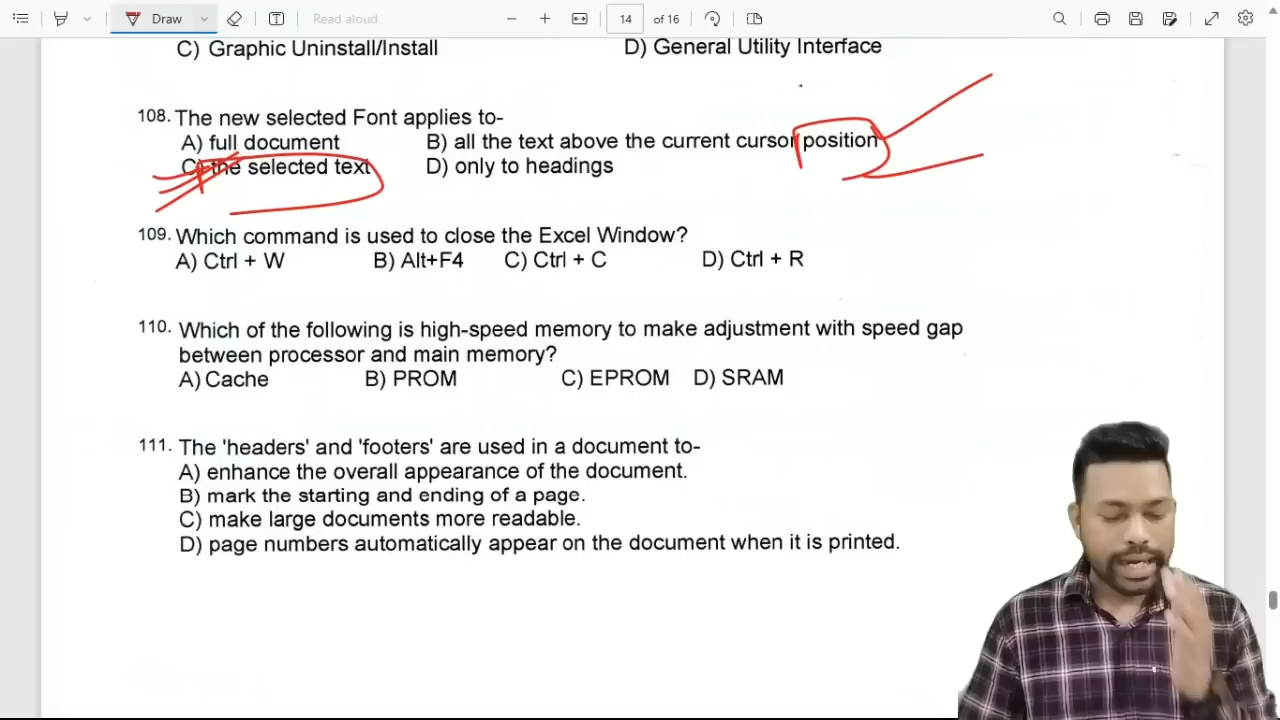 Draw
Read aloud
14 of 16
C) Graphic Uninstall/Install D) General Utility Interface
108. The new selected Font applies to-
A) full document B) all the text above the current cursor position
C) the selected text D) only to headings
109. Which command is used to close the Excel Window?
A) Ctrl + W B) Alt+F4 C) Ctrl + C D) Ctrl + R
110. Which of the following is high-speed memory to make adjustment with speed gap
between processor and main memory?
A) Cache B) PROM C) EPROM D) SRAM
111. The 'headers' and 'footers' are used in a document to-
A) enhance the overall appearance of the document.
B) mark the starting and ending of a page.
C) make large documents more readable.
D) page numbers automatically appear on the document when it is printed.